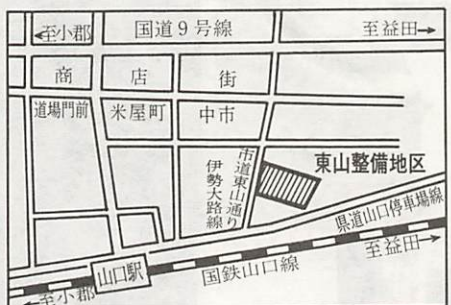 ←至小郡
国道9号線
至益田→
商店街
道場門前
米屋町
中市
市道東山通り
伊勢大路線
東山整備地区
県道山口停車場線
至益田→
国鉄山口線
山口駅
←至小郡